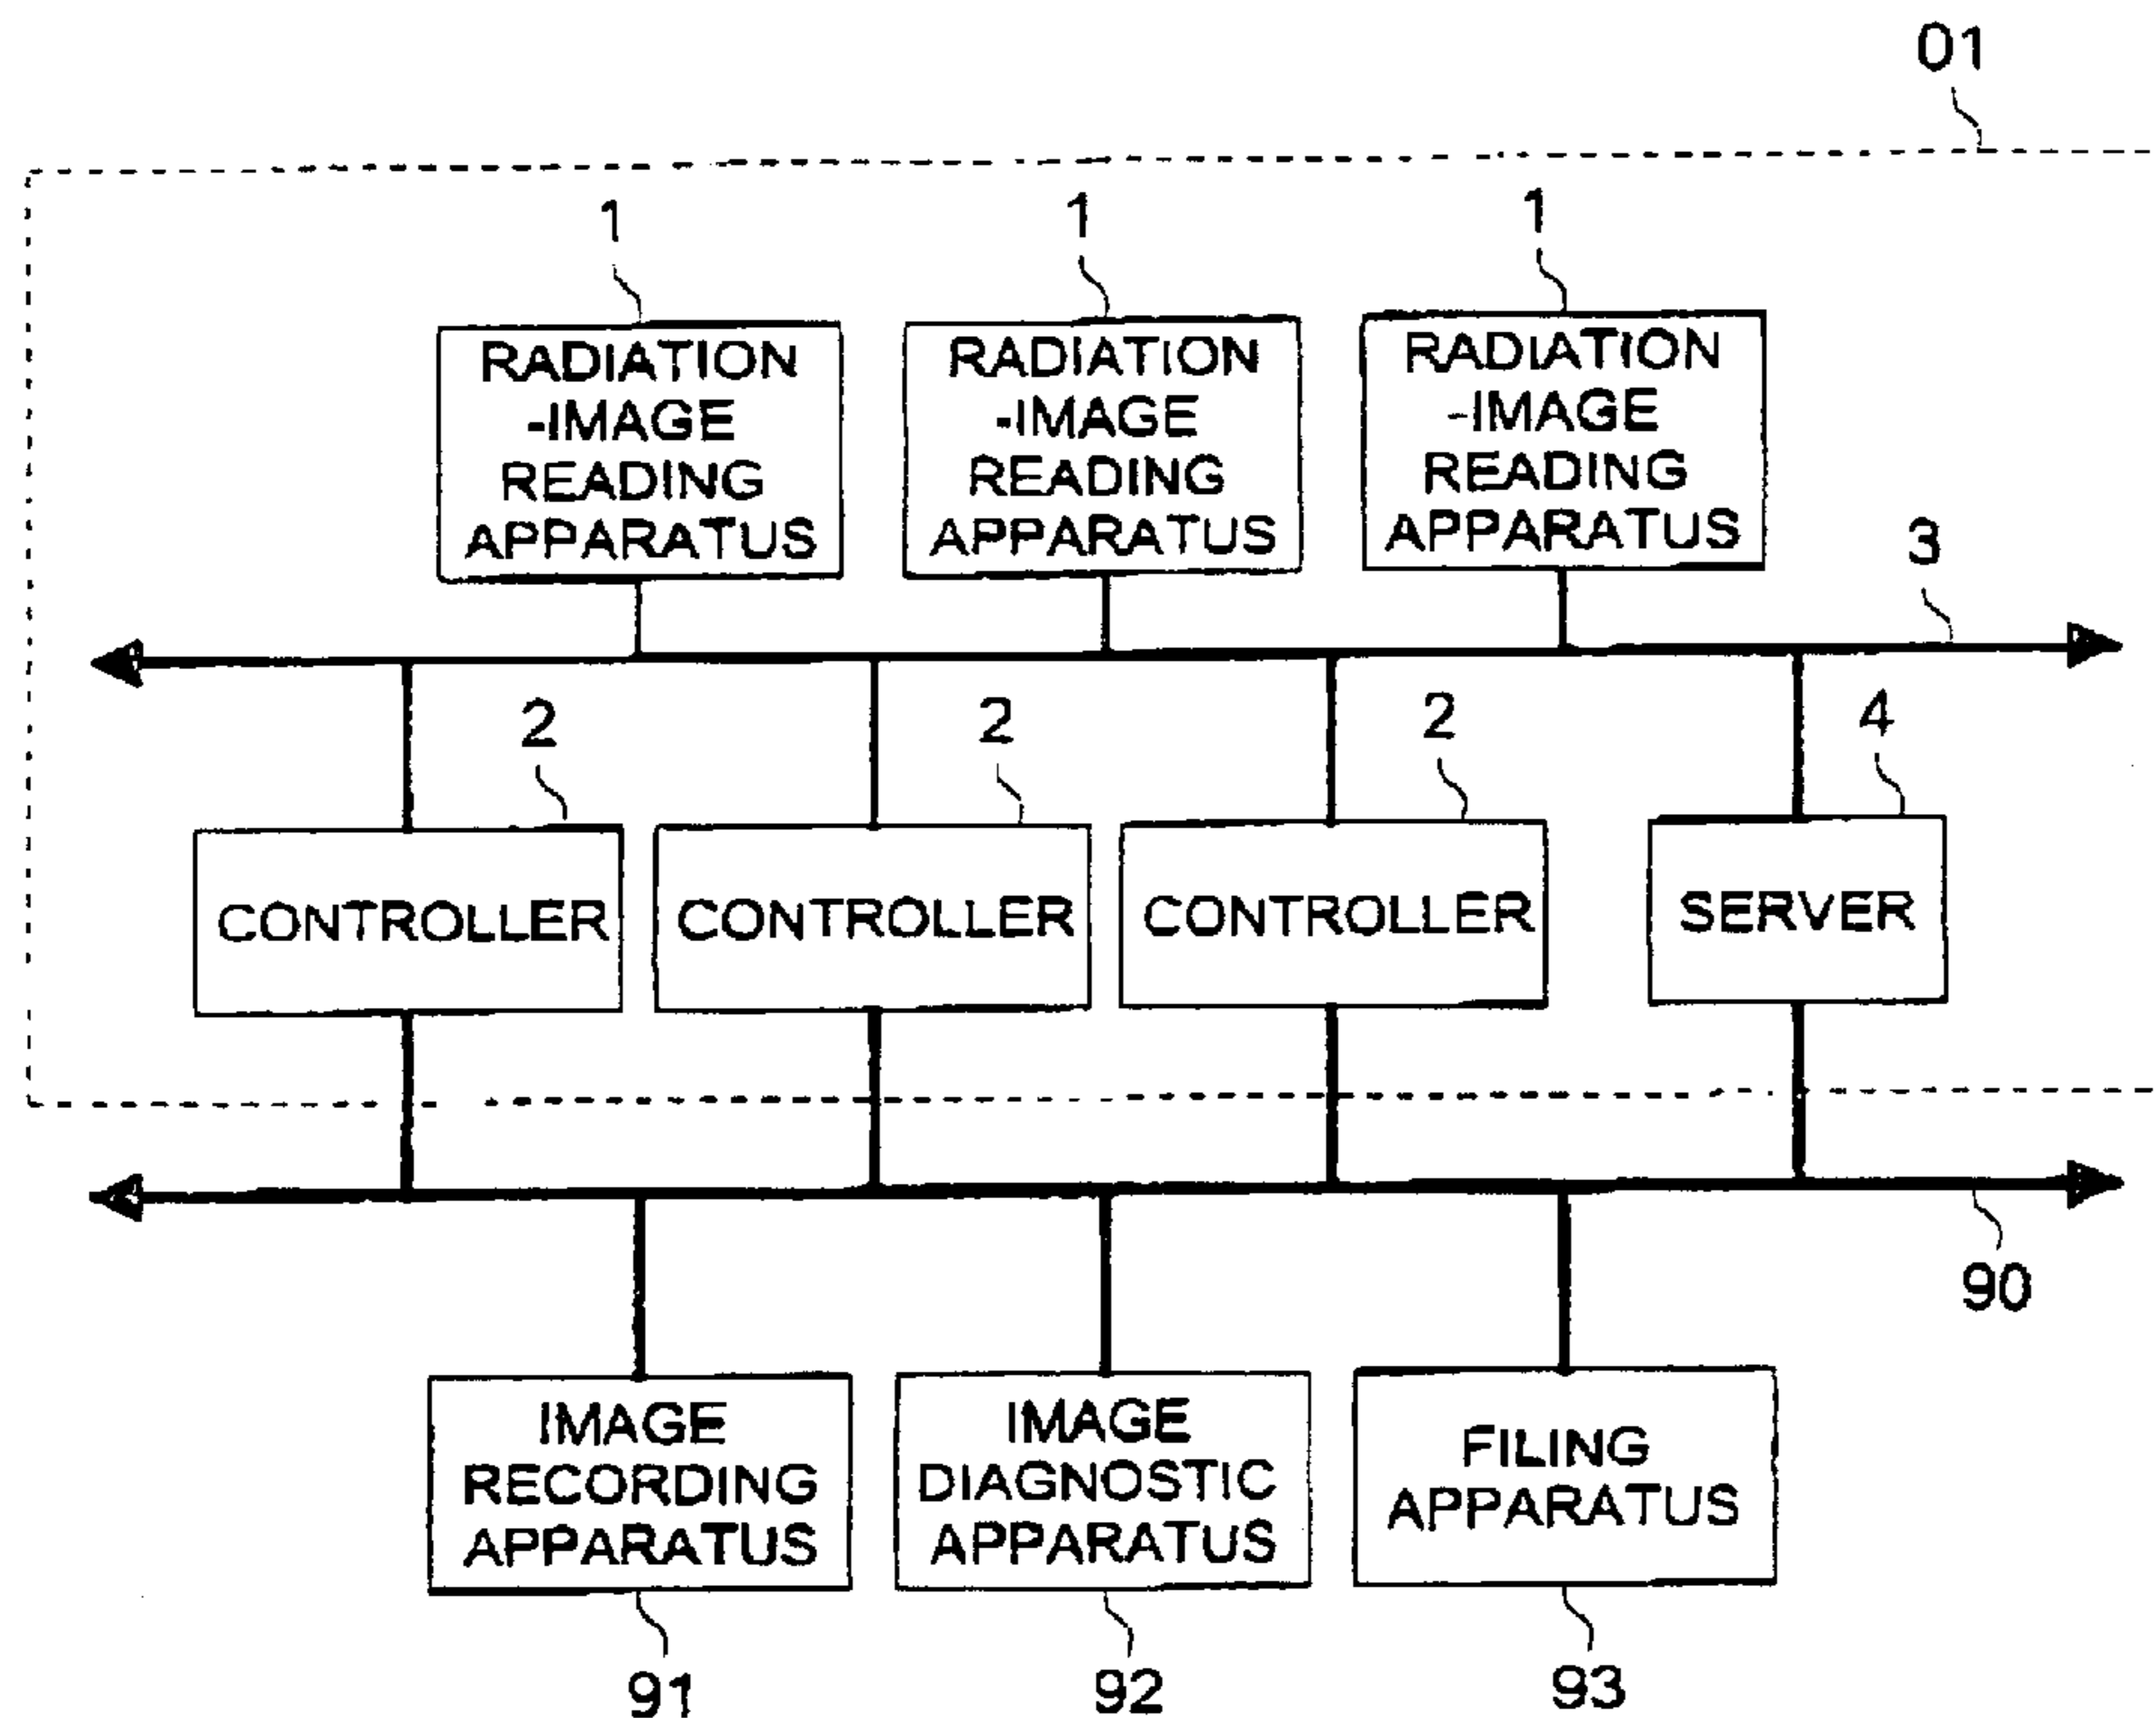 01
1
1
1
RADIATION
-IMAGE
READING
APPARATUS
RADIATION
-IMAGE
READING
APPARATUS
RADIATION
-IMAGE
READING
APPARATUS
3
2
2
2
4
CONTROLLER
CONTROLLER
CONTROLLER
SERVER
90
IMAGE
RECORDING
APPARATUS
IMAGE
DIAGNOSTIC
APPARATUS
FILING
APPARATUS
91
92
93